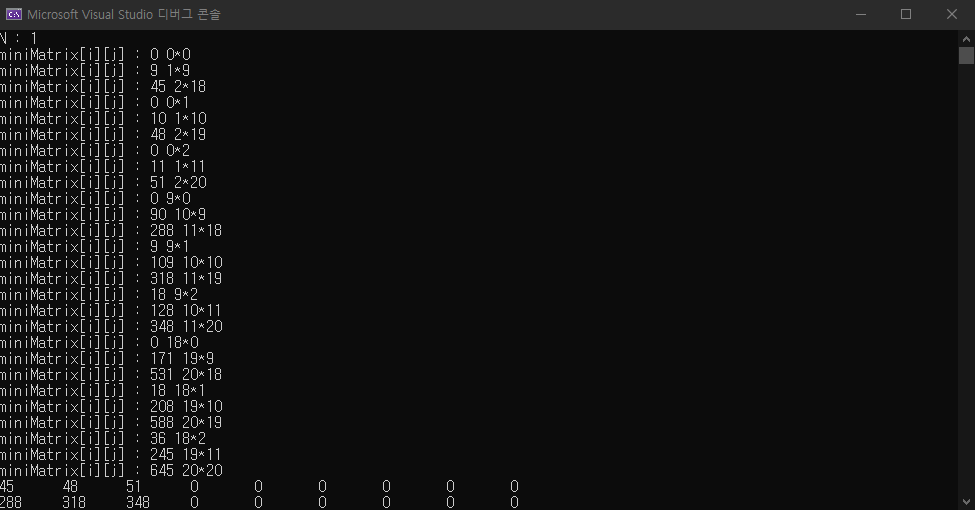 Microsoft Visual Studio 디버그 콘솔
N : 1
miniMatrix[i][j] : 0 0*0
miniMatrix[i][j] : 9 1*9
miniMatrix[i][j] : 45 2*18
miniMatrix[i][j] : 0 0*1
miniMatrix[i][j] : 10 1*10
miniMatrix[i][j] : 48 2*19
miniMatrix[i][j] : 0 0*2
miniMatrix[i][j] : 11 1*11
miniMatrix[i][j] : 51 2*20
miniMatrix[i][j] : 0 9*0
miniMatrix[i][j] : 90 10*9
miniMatrix[i][j] : 288 11*18
miniMatrix[i][j] : 9 9*1
miniMatrix[i][j] : 109 10*10
miniMatrix[i][j] : 318 11*19
miniMatrix[i][j] : 18 9*2
miniMatrix[i][j] : 128 10*11
miniMatrix[i][j] : 348 11*20
miniMatrix[i][j] : 0 18*0
miniMatrix[i][j] : 171 19*9
miniMatrix[i][j] : 531 20*18
miniMatrix[i][j] : 18 18*1
miniMatrix[i][j] : 208 19*10
miniMatrix[i][j] : 588 20*19
miniMatrix[i][j] : 36 18*2
miniMatrix[i][j] : 245 19*11
miniMatrix[i][j] : 645 20*20
45 48 51 0 0 0 0 0 0
288 318 348 0 0 0 0 0 0